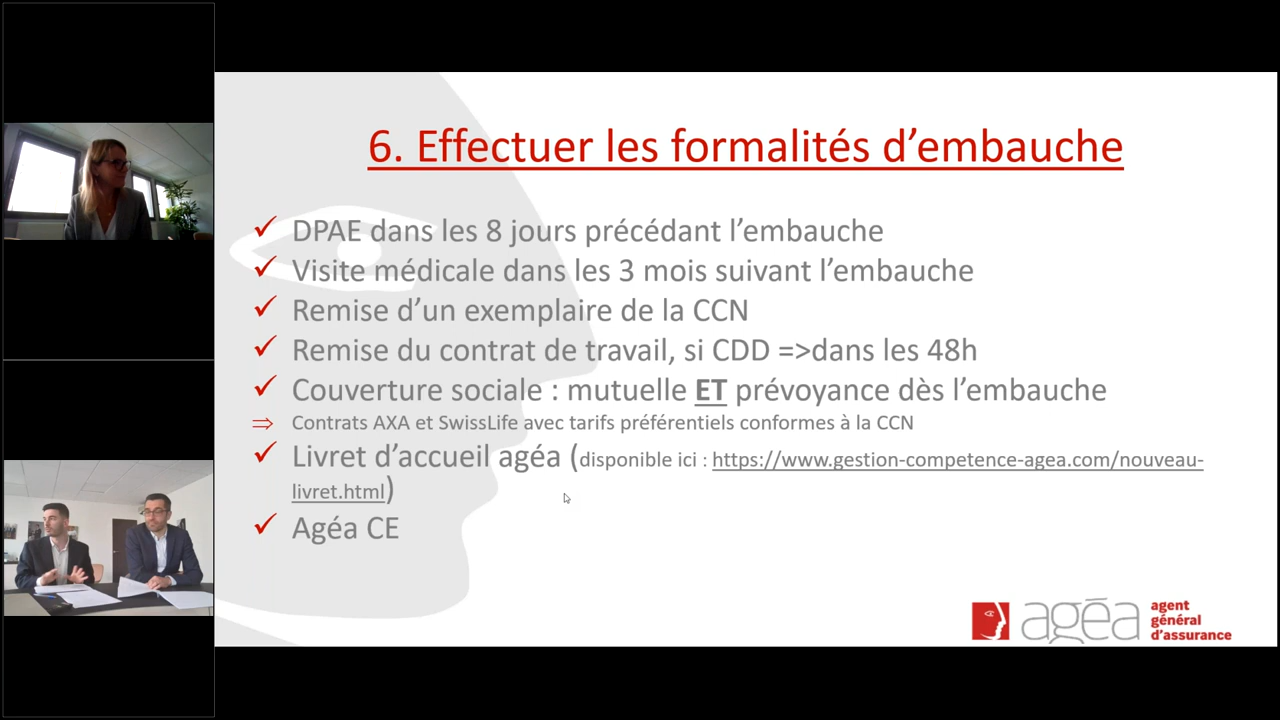 6. Effectuer les formalités d’embauche
✓ DPAE dans les 8 jours précédant l’embauche
✓ Visite médicale dans les 3 mois suivant l’embauche
✓ Remise d’un exemplaire de la CCN
✓ Remise du contrat de travail, si CDD =>dans les 48h
✓ Couverture sociale : mutuelle ET prévoyance dès l’embauche
⇒ Contrats AXA et SwissLife avec tarifs préférentiels conformes à la CCN
✓ Livret d’accueil agéa (disponible ici : https://www.gestion-competence-agea.com/nouveau-
livret.html)
✓ Agéa CE
agéa
agent
général
d’assurance